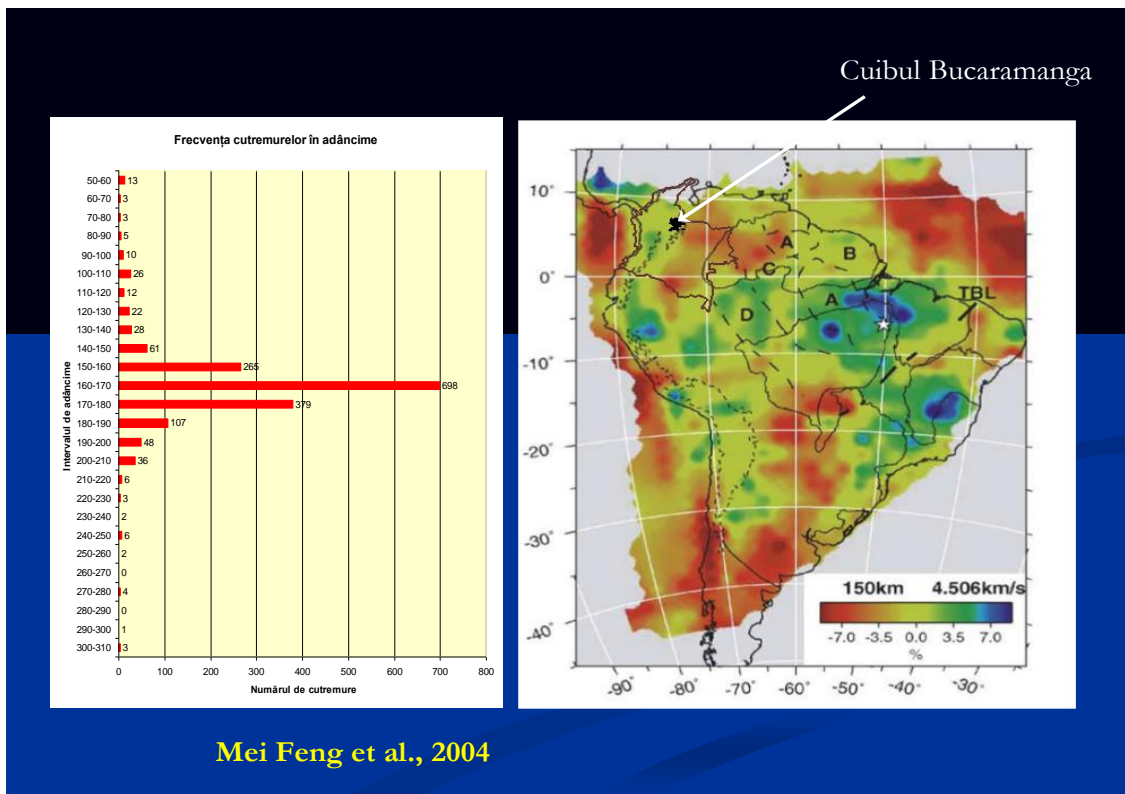 Cuibul Bucaramanga
Frecvența cutremurelor în adâncime
Intervalul de adâncime
50-60 13
60-70 3
70-80 3
80-90 5
90-100 10
100-110 26
110-120 12
120-130 22
130-140 28
140-150 61
150-160 265
160-170 698
170-180 379
180-190 107
190-200 48
200-210 36
210-220 6
220-230 3
230-240 2
240-250 6
250-260 2
260-270 0
270-280 4
280-290 0
290-300 1
300-310 3
0 100 200 300 400 500 600 700 800
Numărul de cutremure
10°
0°
-10°
-20°
-30°
-40°
A
B
C
TBL
A
D
150km 4.506km/s
-7.0 -3.5 0.0 3.5 7.0
%
-90° -80° -70° -60° -50° -40° -30°
Mei Feng et al., 2004